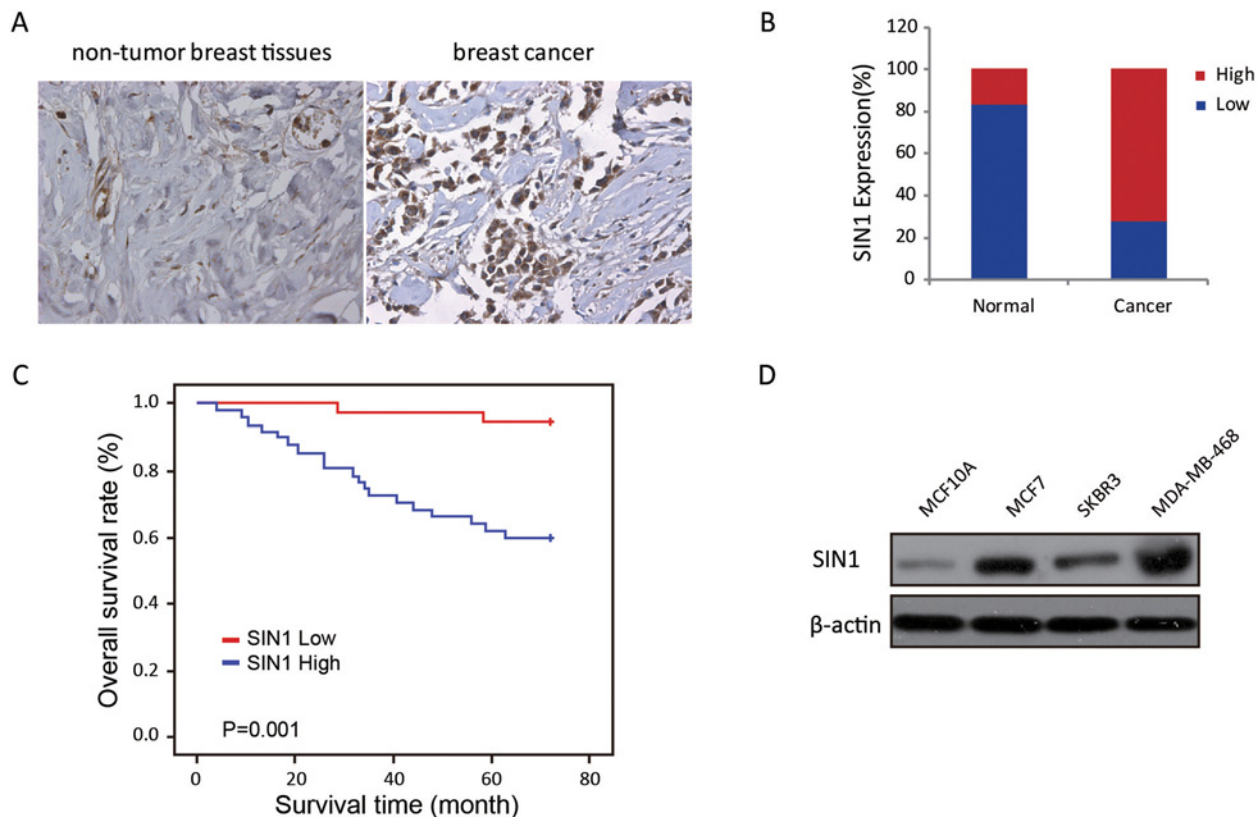 A
non-tumor breast tissues
breast cancer
B
120
100
80
60
40
20
0
SIN1 Expression(%)
Normal
Cancer
High
Low
C
1.0
0.8
0.6
0.4
0.2
0.0
Overall survival rate (%)
SIN1 Low
SIN1 High
P=0.001
0
20
40
60
80
Survival time (month)
D
MCF10A
MCF7
SKBR3
MDA-MB-468
SIN1
β-actin